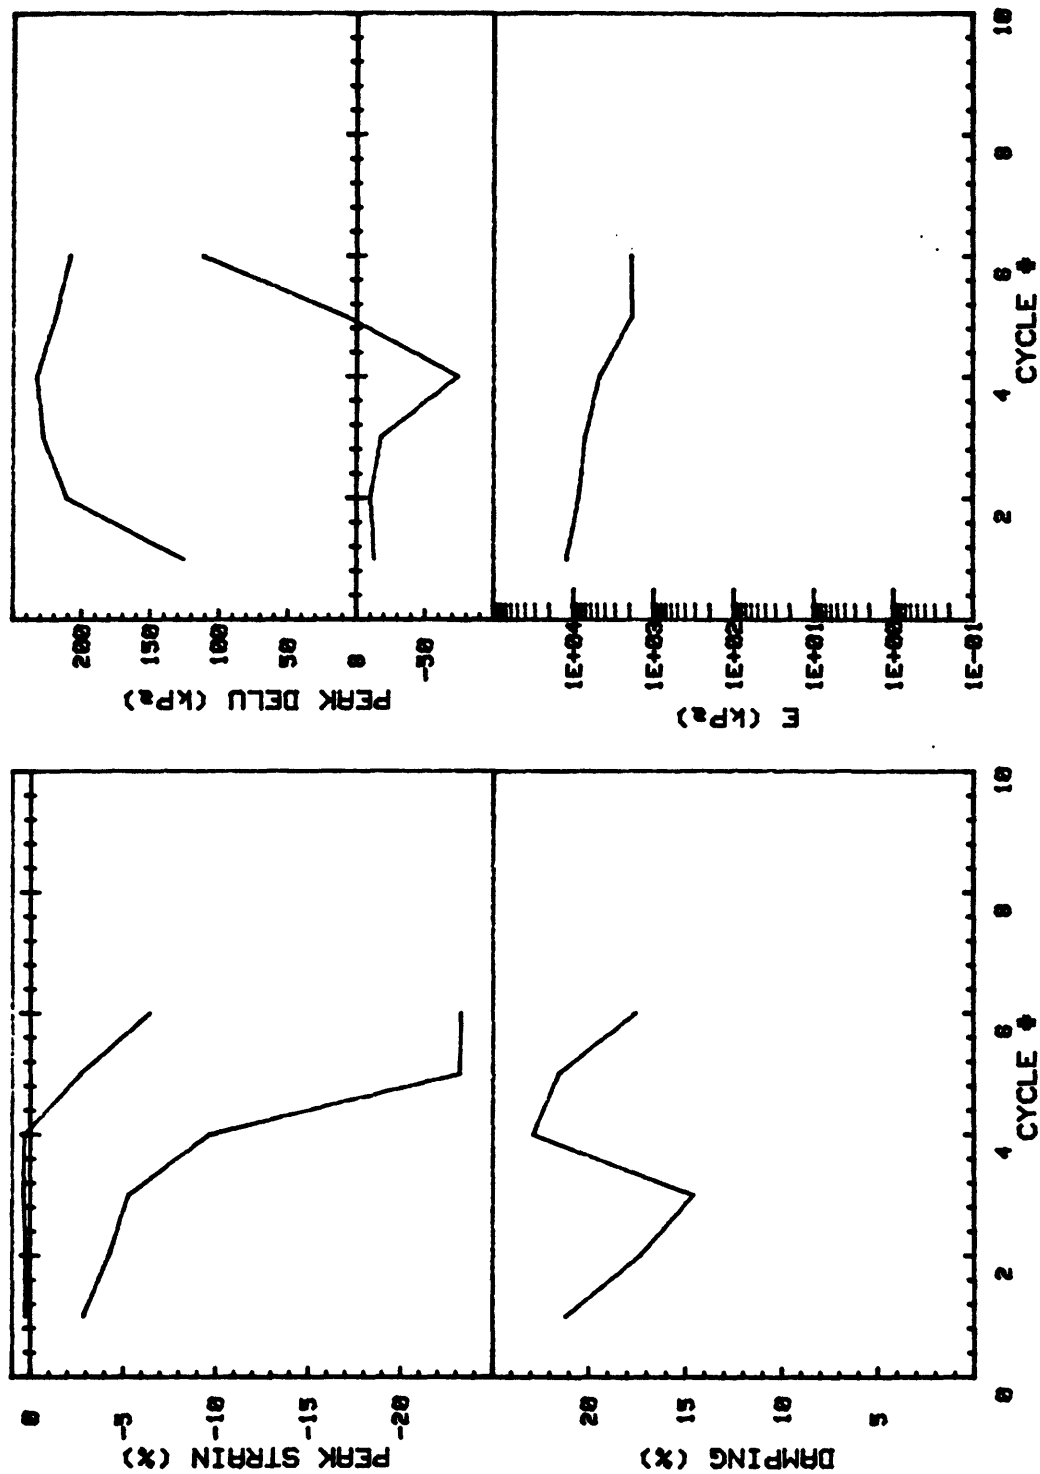 PEAK STRAIN (%)
0
-5
-10
-15
-20
DAMPING (%)
20
15
10
5
0
2
4
6
8
10
CYCLE #
PEAK DELU (kPa)
200
150
100
50
0
-50
E (kPa)
1E+04
1E+03
1E+02
1E+01
1E+00
1E-01
2
4
6
8
10
CYCLE #